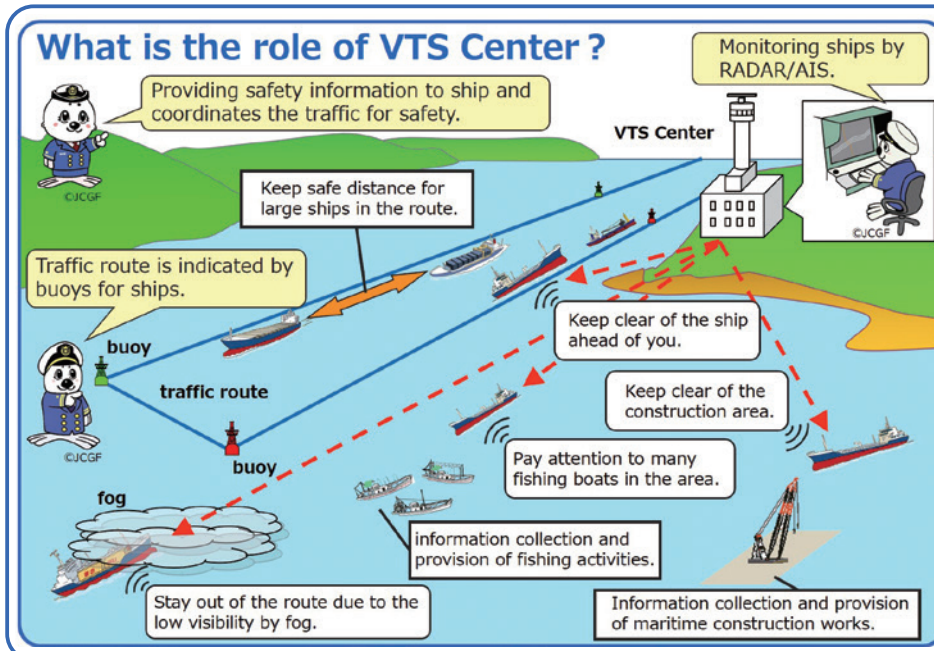 What is the role of VTS Center ?
Monitoring ships by
RADAR/AIS.
Providing safety information to ship and
coordinates the traffic for safety.
©JCGF
VTS Center
Keep safe distance for
large ships in the route.
©JCGF
Traffic route is indicated by
buoys for ships.
buoy
Keep clear of the ship
ahead of you.
traffic route
Keep clear of the
construction area.
©JCGF
buoy
Pay attention to many
fishing boats in the area.
fog
information collection and
provision of fishing activities.
Stay out of the route due to the
low visibility by fog.
Information collection and provision
of maritime construction works.